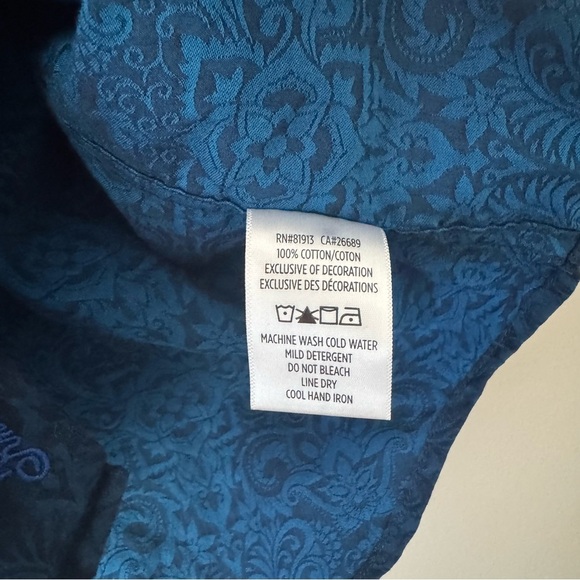 RN#81913 CA#26689
100% COTTON/COTON
EXCLUSIVE OF DECORATION
EXCLUSIVE DES DÉCORATIONS
MACHINE WASH COLD WATER
MILD DETERGENT
DO NOT BLEACH
LINE DRY
COOL HAND IRON